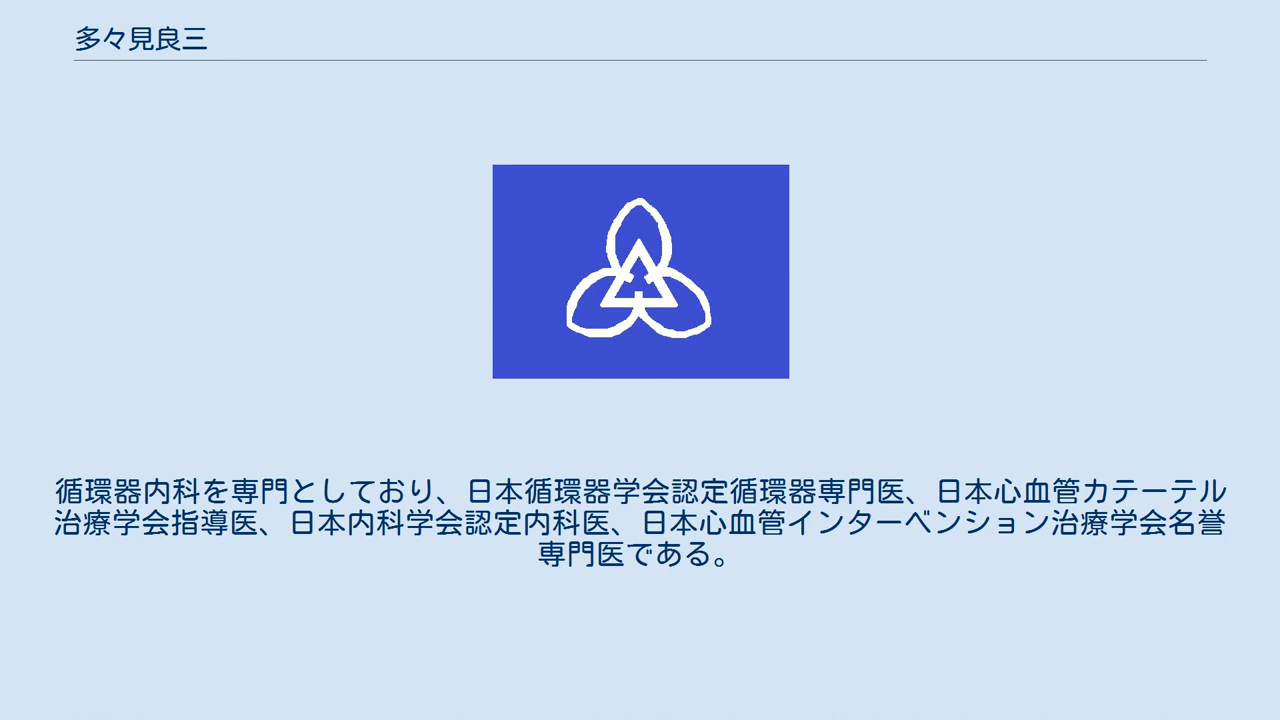 多々見良三
循環器内科を専門としており、日本循環器学会認定循環器専門医、日本心血管カテーテル
治療学会指導医、日本内科学会認定内科医、日本心血管インターベンション治療学会名誉
専門医である。